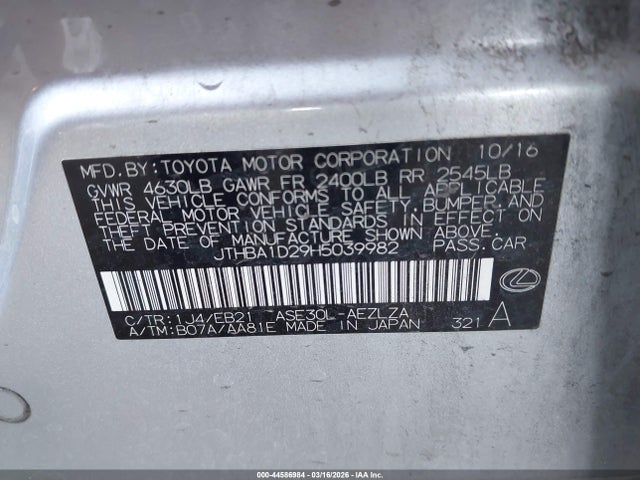 MFD. BY: TOYOTA MOTOR CORPORATION 10/16
GVWR 4630LB GAWR FR 2400LB RR 2545LB
THIS VEHICLE CONFORMS TO ALL APPLICABLE
FEDERAL MOTOR VEHICLE SAFETY, BUMPER, AND
THEFT PREVENTION STANDARDS IN EFFECT ON
THE DATE OF MANUFACTURE SHOWN ABOVE.
JTHBA1D29H5039982 PASS. CAR
C/TR: 1J4/EB21 ASE30L-AEZLZA
A/TM: B07A/AA81E MADE IN JAPAN 321 A
000-44586984 | 03/16/2026 | IAA Inc.